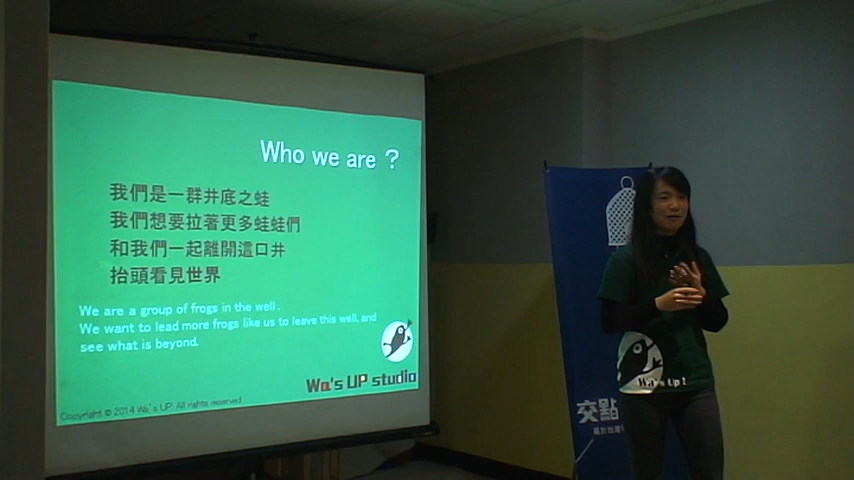 Who we are ?
我們是一群井底之蛙
我們想要拉著更多蛙蛙們
和我們一起離開這口井
抬頭看見世界
We are a group of frogs in the well.
We want to lead more frogs like us to leave this well, and
see what is beyond.
Wa's UP studio
Copyright © 2014 Wa's UP. All rights reserved
Wa's Up!
交點